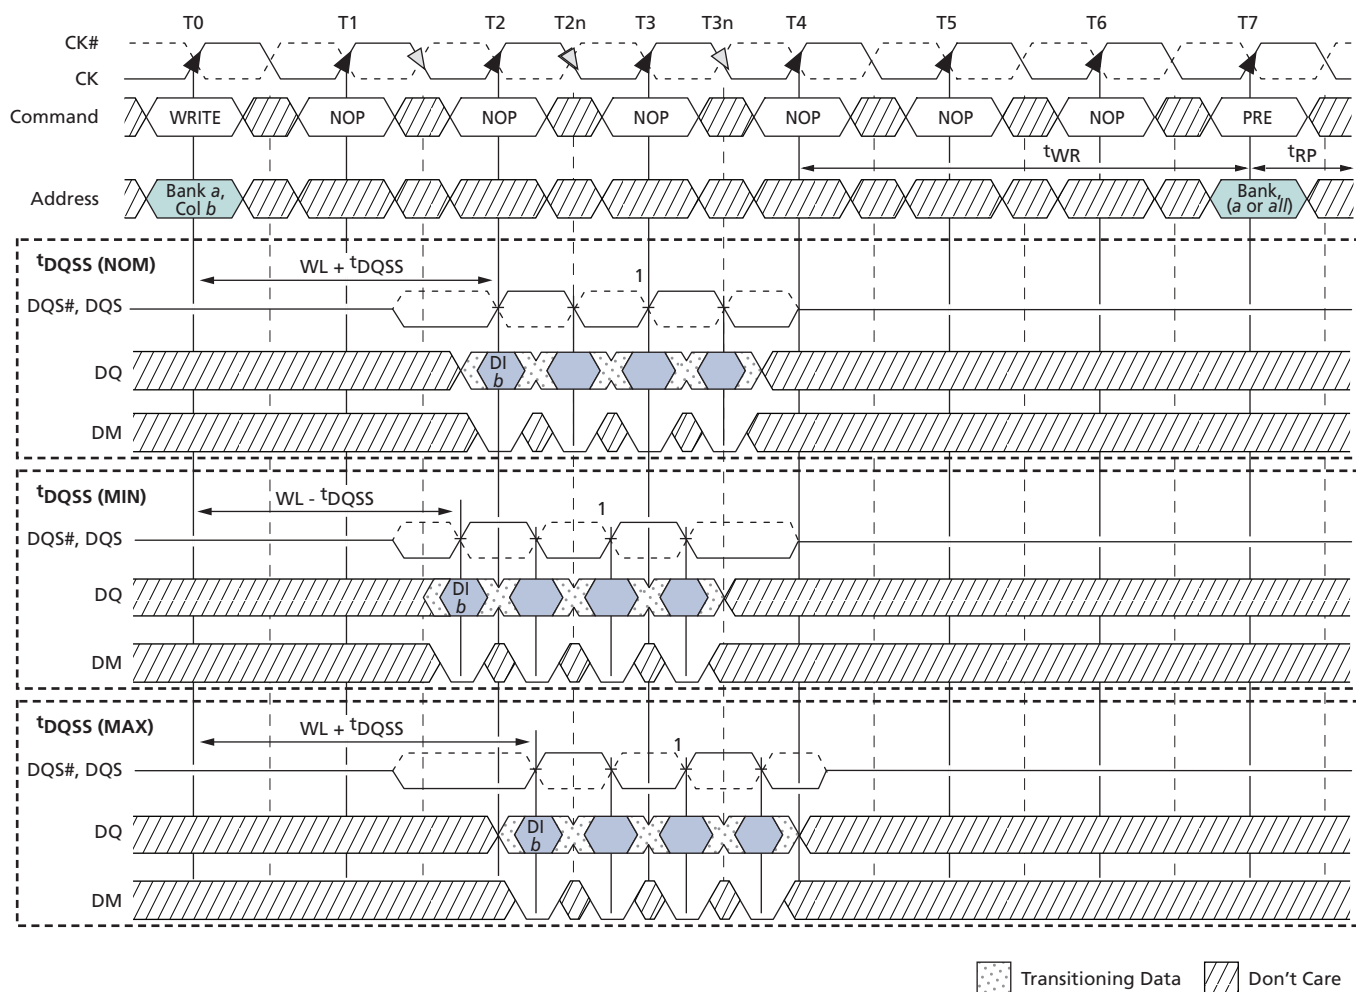 T0 T1 T2 T2n T3 T3n T4 T5 T6 T7
CK#
CK
Command WRITE NOP NOP NOP NOP NOP NOP PRE
tWR tRP
Address Bank a, Col b Bank, (a or all)
tDQSS (NOM)
WL + tDQSS
1
DQS#, DQS
DQ DI b
DM
tDQSS (MIN)
WL - tDQSS
1
DQS#, DQS
DQ DI b
DM
tDQSS (MAX)
WL + tDQSS
1
DQS#, DQS
DQ DI b
DM
Transitioning Data Don't Care